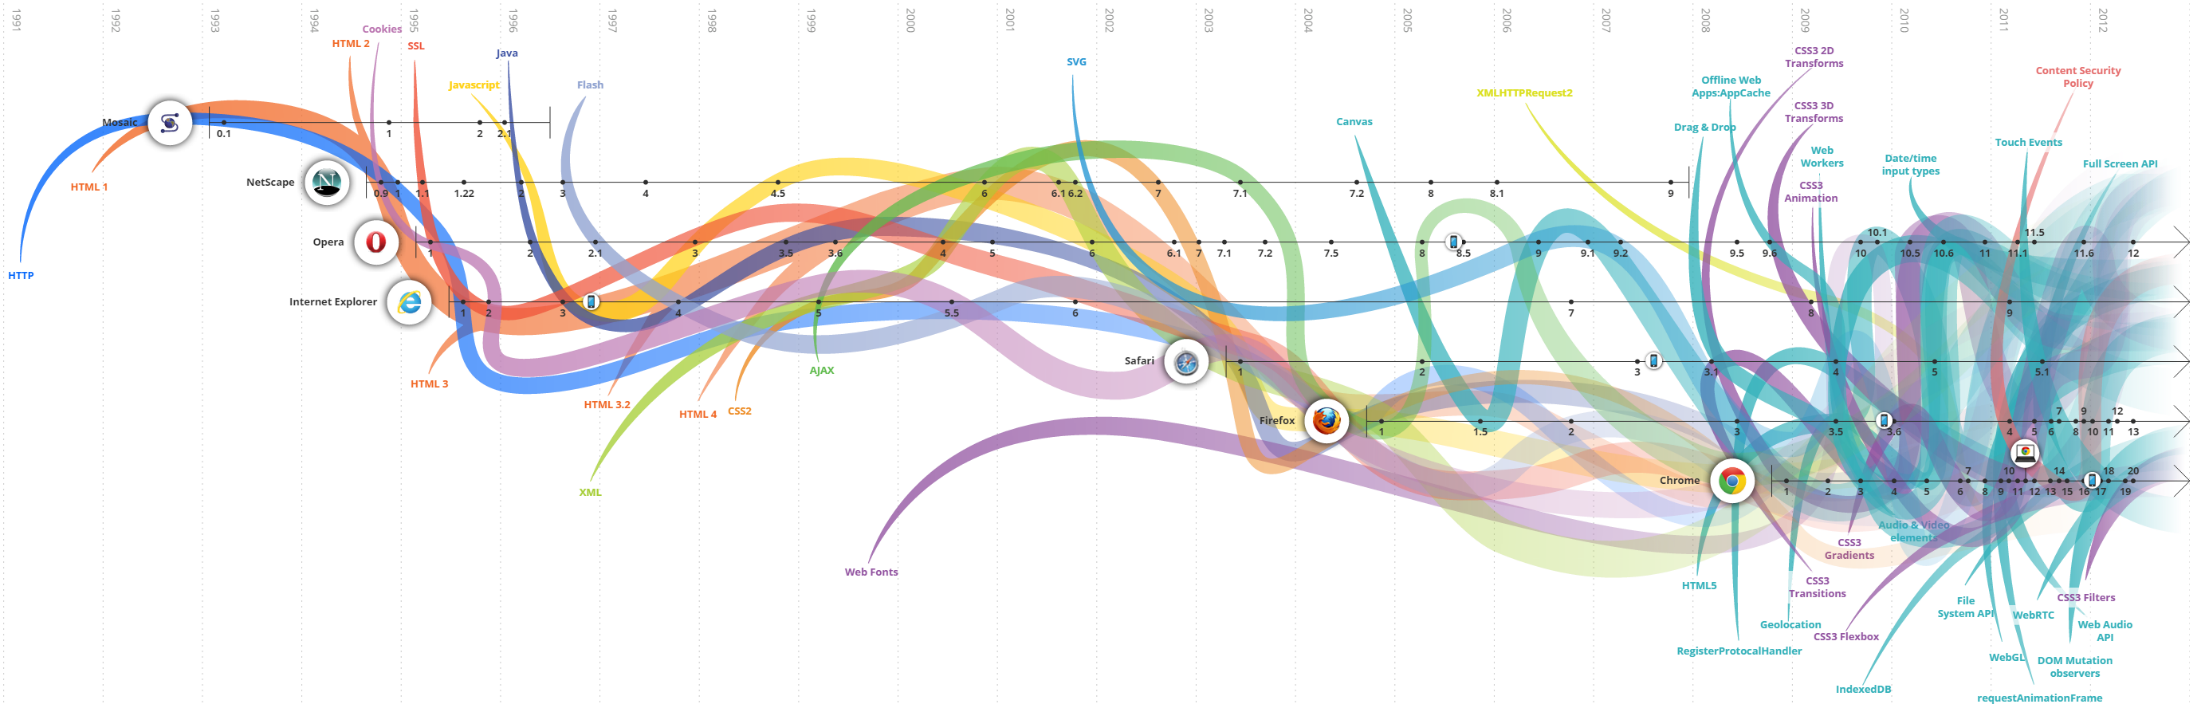 1991 1992 1993 1994 1995 1996 1997 1998 1999 2000 2001 2002 2003 2004 2005 2006 2007 2008 2009 2010 2011 2012
Cookies
HTML 2
SSL
Java
Javascript
Flash
SVG
XMLHTTPRequest2
Canvas
CSS3 2D
Transforms
Offline Web
Apps:AppCache
CSS3 3D
Transforms
Drag & Drop
Web
Workers
CSS3
Animation
Date/time
input types
Content Security
Policy
Touch Events
Full Screen API
Mosaic
0.1 1 2 2.1
HTML 1
NetScape
0.9 1 1.1 1.22 2 3 4 4.5 6 6.1 6.2 7 7.1 7.2 8 8.1 9
Opera
10.1 11.5
1 2 2.1 3 3.5 3.6 4 5 6 6.1 7 7.1 7.2 7.5 8 8.5 9 9.1 9.2 9.5 9.6 10 10.5 10.6 11 11.1 11.6 12
HTTP
Internet Explorer
1 2 3 4 5 5.5 6 7 8 9
Safari
1 2 3 3.1 4 5 5.1
HTML 3
HTML 3.2
HTML 4
CSS2
AJAX
Firefox
7 9 12
1 1.5 2 3 3.5 3.6 4 5 6 8 10 11 13
Chrome
7 10 14 18 20
1 2 3 4 5 6 8 9 11 12 13 15 16 17 19
XML
Web Fonts
Audio & Video
elements
CSS3
Gradients
HTML5
CSS3
Transitions
Geolocation
CSS3 Flexbox
RegisterProtocalHandler
IndexedDB
File
System API
WebRTC
CSS3 Filters
Web Audio
API
WebGL
DOM Mutation
observers
requestAnimationFrame